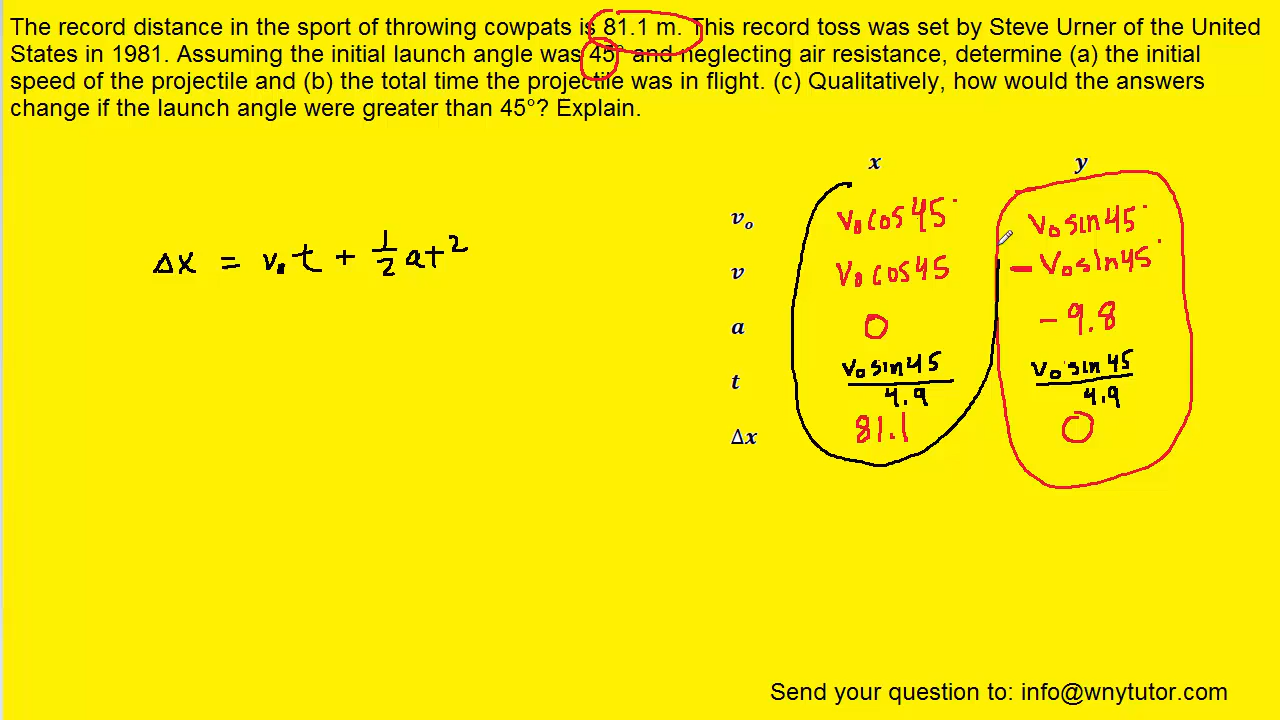 The record distance in the sport of throwing cowpats is 81.1 m. This record toss was set by Steve Urner of the United
States in 1981. Assuming the initial launch angle was 45° and neglecting air resistance, determine (a) the initial
speed of the projectile and (b) the total time the projectile was in flight. (c) Qualitatively, how would the answers
change if the launch angle were greater than 45°? Explain.
x y
v₀ v₀cos45° v₀sin45°
Δx = v₀t + 1/2 at²
v v₀cos45 -v₀sin45°
a 0 -9.8
t v₀sin45/4.9 v₀sin45/4.9
Δx 81.1 0
Send your question to: info@wnytutor.com